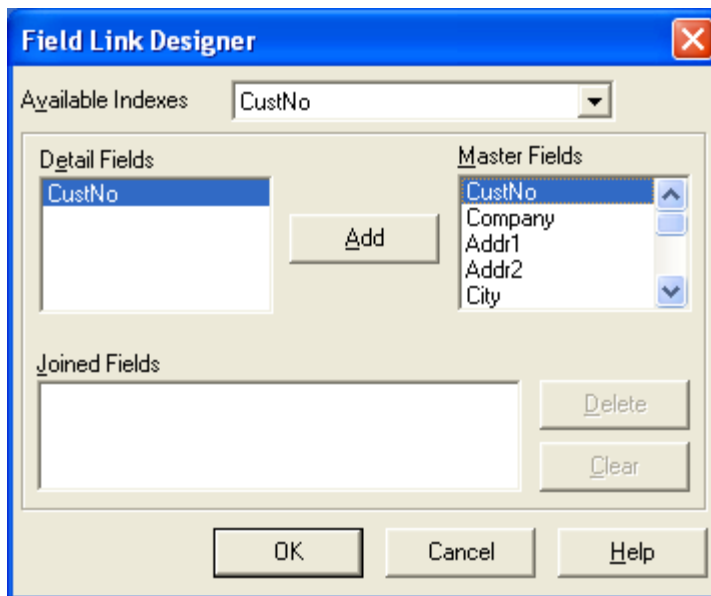 Field Link Designer
Available Indexes
CustNo
Detail Fields
CustNo
Add
Master Fields
CustNo
Company
Addr1
Addr2
City
Joined Fields
Delete
Clear
OK
Cancel
Help